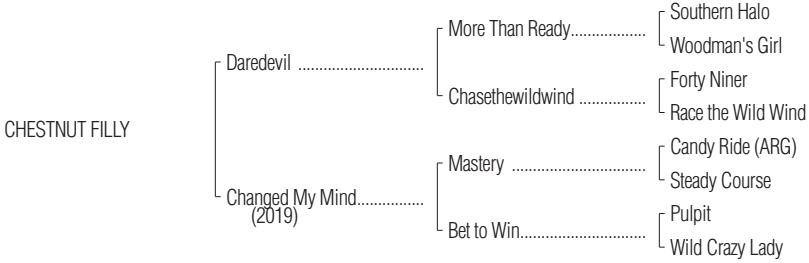 Southern Halo
More Than Ready..................
Woodman's Girl
Daredevil ...............................
Forty Niner
Chasethewildwind ................
Race the Wild Wind
CHESTNUT FILLY
Candy Ride (ARG)
Mastery .................................
Steady Course
Changed My Mind................
(2019)
Pulpit
Bet to Win...............................
Wild Crazy Lady